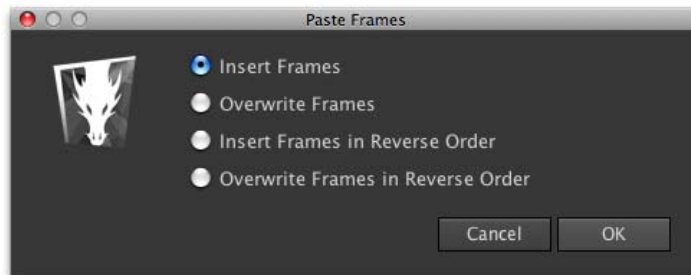 Paste Frames
Insert Frames
Overwrite Frames
Insert Frames in Reverse Order
Overwrite Frames in Reverse Order
Cancel OK